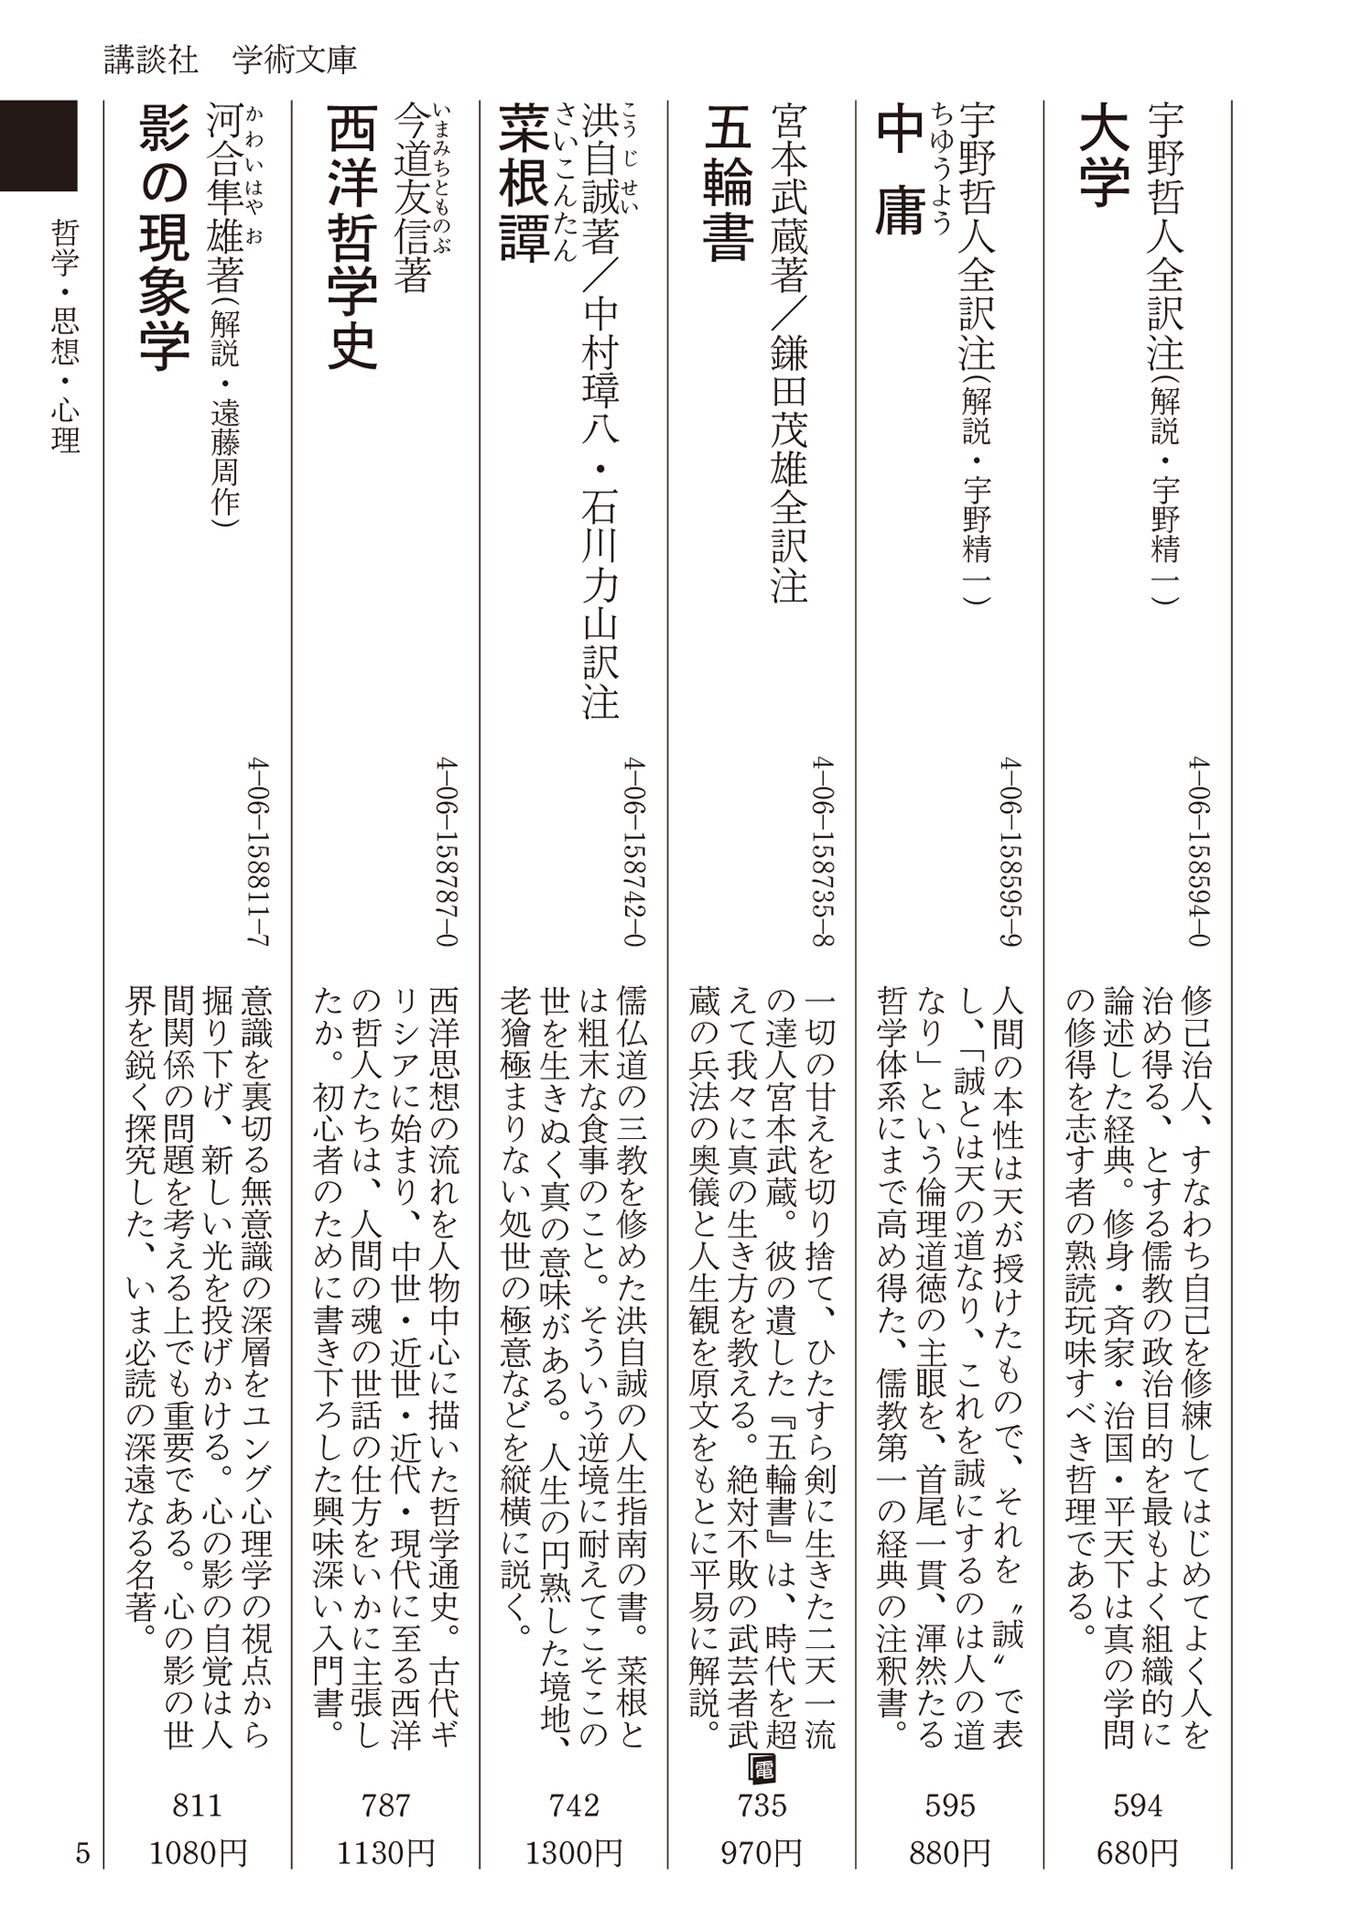 講談社 学術文庫
宇野哲人全訳注(解説・宇野精一)
大学
4-06-158594-0
修己治人、すなわち自己を修練してはじめてよく人を
治め得る、とする儒教の政治目的を最もよく組織的に
論述した経典。修身・斉家・治国・平天下は真の学問
の修得を志す者の熟読玩味すべき哲理である。
594
680円
宇野哲人全訳注(解説・宇野精一)
ちゆうよう
中庸
4-06-158595-9
人間の本性は天が授けたもので、それを〝誠〟で表
し、「誠とは天の道なり、これを誠にするのは人の道
なり」という倫理道徳の主眼を、首尾一貫、渾然たる
哲学体系にまで高め得た、儒教第一の経典の注釈書。
595
880円
宮本武蔵著/鎌田茂雄全訳注
五輪書
4-06-158735-8
一切の甘えを切り捨て、ひたすら剣に生きた二天一流
の達人宮本武蔵。彼の遺した『五輪書』は、時代を超
えて我々に真の生き方を教える。絶対不敗の武芸者武
蔵の兵法の奥儀と人生観を原文をもとに平易に解説。
電
735
970円
こうじせい
洪自誠著/中村璋八・石川力山訳注
さいこんたん
菜根譚
4-06-158742-0
儒仏道の三教を修めた洪自誠の人生指南の書。菜根と
は粗末な食事のこと。そういう逆境に耐えてこそこの
世を生きぬく真の意味がある。人生の円熟した境地、
老獪極まりない処世の極意などを縦横に説く。
742
1300円
いまみちとものぶ
今道友信著
西洋哲学史
4-06-158787-0
西洋思想の流れを人物中心に描いた哲学通史。古代ギ
リシアに始まり、中世・近世・近代・現代に至る西洋
の哲人たちは、人間の魂の世話の仕方をいかに主張し
たか。初心者のために書き下ろした興味深い入門書。
787
1130円
かわいはやお
河合隼雄著(解説・遠藤周作)
影の現象学
4-06-158811-7
意識を裏切る無意識の深層をユング心理学の視点から
掘り下げ、新しい光を投げかける。心の影の自覚は人
間関係の問題を考える上でも重要である。心の影の世
界を鋭く探究した、いま必読の深遠なる名著。
811
1080円
哲学・思想・心理
5